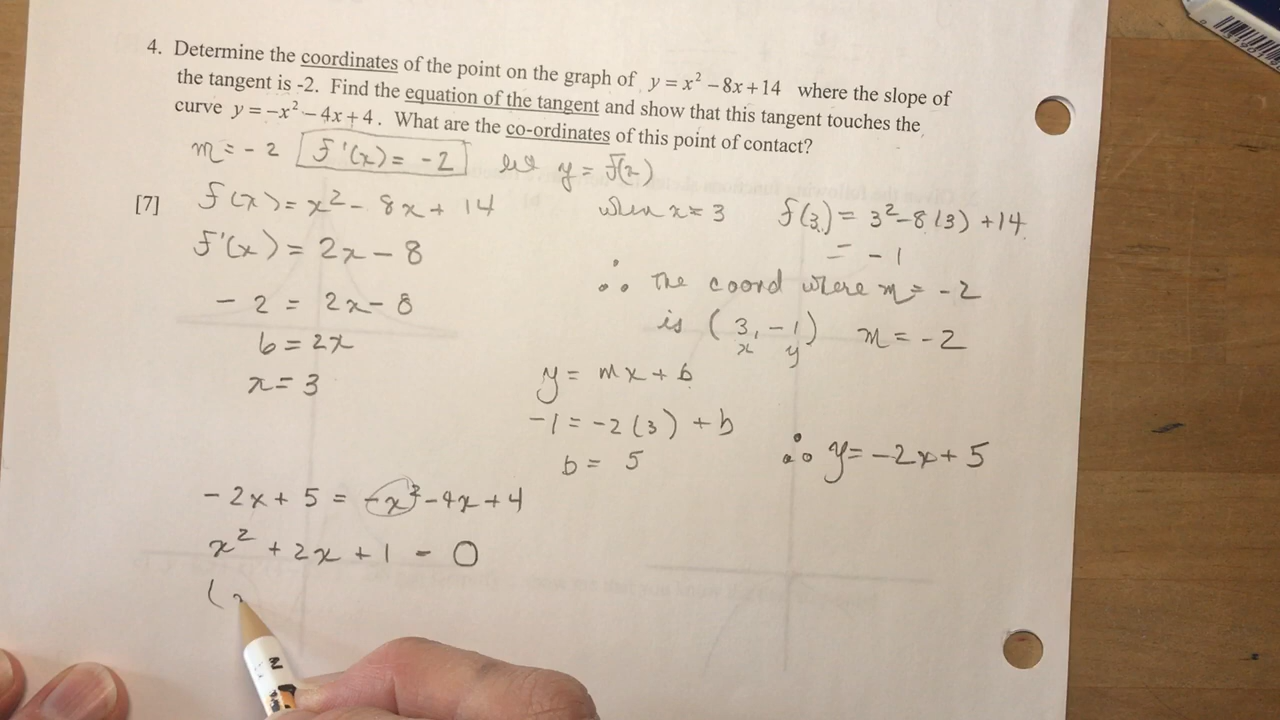 4. Determine the coordinates of the point on the graph of y = x² – 8x + 14 where the slope of
the tangent is -2. Find the equation of the tangent and show that this tangent touches the
curve y = –x² – 4x + 4. What are the co-ordinates of this point of contact?
m = - 2 f'(x) = -2 let y = f(x)
[7] f(x) = x² - 8x + 14
when x = 3 f(3) = 3² - 8(3) + 14
= -1
f'(x) = 2x - 8
∴ the coord where m = -2
- 2 = 2x - 8
is (3, -1) m = -2
x y
6 = 2x
x = 3
y = mx + b
-1 = -2(3) + b
b = 5
∴ y = -2x + 5
- 2x + 5 = -x² - 4x + 4
x² + 2x + 1 = 0
(